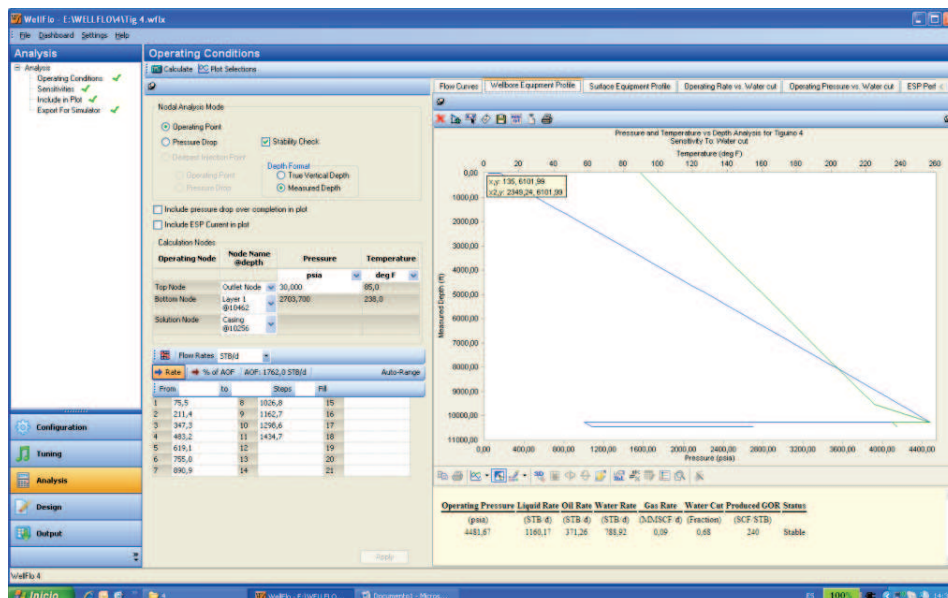 WellFlo - E:\WELLFLO\4\Tig 4.wflx
File Dashboard Settings Help
Analysis
Analysis
Operating Conditions
Sensitivities
Include in Plot
Export For Simulator
Configuration
Tuning
Analysis
Design
Output
Operating Conditions
Calculate Plot Selections
Nodal Analysis Mode
Operating Point
Pressure Drop
Stability Check
Operating Point
Pressure Drop
Depth Format
True Vertical Depth
Measured Depth
Include pressure drop over completion in plot
Include ESP Current in plot
Calculation Nodes
Operating Node Node Name @depth Pressure Temperature
psia deg F
Top Node Outlet Node 30,000 85,0
Bottom Node Layer 1 @10462 2703,700 238,0
Solution Node Casing @10256
Flow Rates STB/d
Rate % of AOF AOF: 1762,0 STB/d Auto-Range
From to Steps Fill
1 75,5 8 1026,8 15
2 211,4 9 1162,7 16
3 347,3 10 1298,6 17
4 483,2 11 1434,7 18
5 619,1 12 19
6 755,0 13 20
7 890,9 14 21
Apply
Flow Curves Wellbore Equipment Profile Surface Equipment Profile Operating Rate vs. Water cut Operating Pressure vs. Water cut ESP Perf
Pressure and Temperature vs Depth Analysis for Tiguino 4
Sensitivity To: Water cut
Temperature (deg F)
0 20 40 60 80 100 120 140 160 180 200 220 240 260
x,y: 135, 6101,99
x2,y: 2349,24, 6101,99
Measured Depth (ft)
0,00
1000,00
2000,00
3000,00
4000,00
5000,00
6000,00
7000,00
8000,00
9000,00
10000,00
11000,00
0,00 400,00 800,00 1200,00 1600,00 2000,00 2400,00 2800,00 3200,00 3600,00 4000,00 4400,00
Pressure (psia)
Operating Pressure Liquid Rate Oil Rate Water Rate Gas Rate Water Cut Produced GOR Status
(psia) (STB/d) (STB/d) (STB/d) (MMSCF/d) (Fraction) (SCF/STB)
4481,67 1160,17 371,26 788,92 0,09 0,68 240 Stable
WellFlo 4
Inicio
WellFlo - E:\WELLFLO...
Documento1 - Micros...
ES
100%